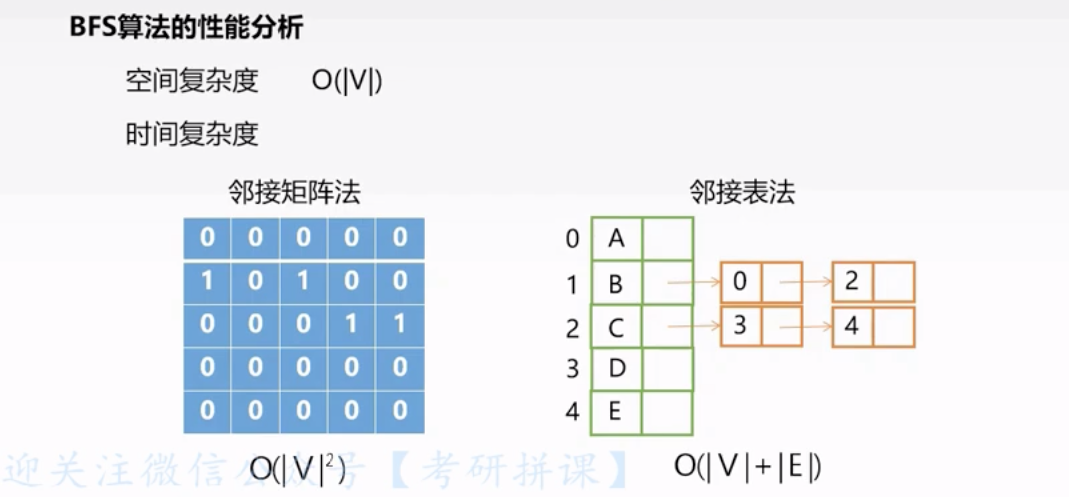 BFS算法的性能分析
空间复杂度 O(|V|)
时间复杂度
邻接矩阵法 邻接表法
0 0 0 0 0
1 0 1 0 0
0 0 0 1 1
0 0 0 0 0
0 0 0 0 0
0 A
1 B 0 2
2 C 3 4
3 D
4 E
O(|V|²) O(|V|+|E|)
迎关注微信公众号【考研拼课】